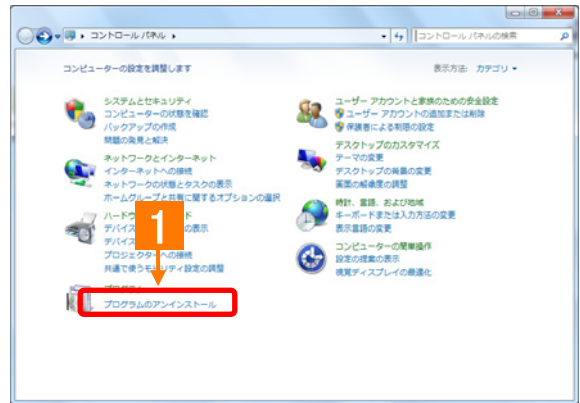 コントロール パネル
コントロール パネルの検索
コンピューターの設定を調整します
表示方法: カテゴリ
システムとセキュリティ
コンピューターの状態を確認
バックアップの作成
問題の発見と解決
ネットワークとインターネット
インターネットへの接続
ネットワークの状態とタスクの表示
ホームグループと共有に関するオプションの選択
デバイス の表示
デバイス
プロジェクターへの接続
共通で使うモビリティ設定の調整
1
プログラムのアンインストール
ユーザー アカウントと家族のための安全設定
ユーザー アカウントの追加または削除
保護者による制限の設定
デスクトップのカスタマイズ
テーマの変更
デスクトップの背景の変更
画面の解像度の調整
時計、言語、および地域
キーボードまたは入力方法の変更
表示言語の変更
コンピューターの簡単操作
設定の提案の表示
視覚ディスプレイの最適化